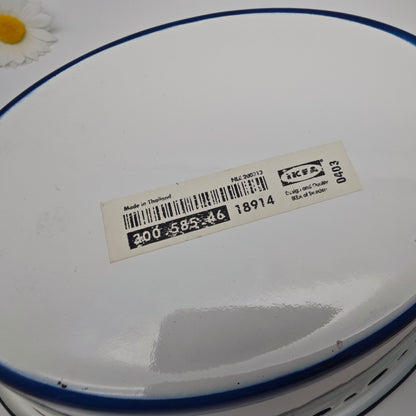 Made in Thailand
200 585 46
18914
IKEA
Design and Quality
IKEA of Sweden
0403